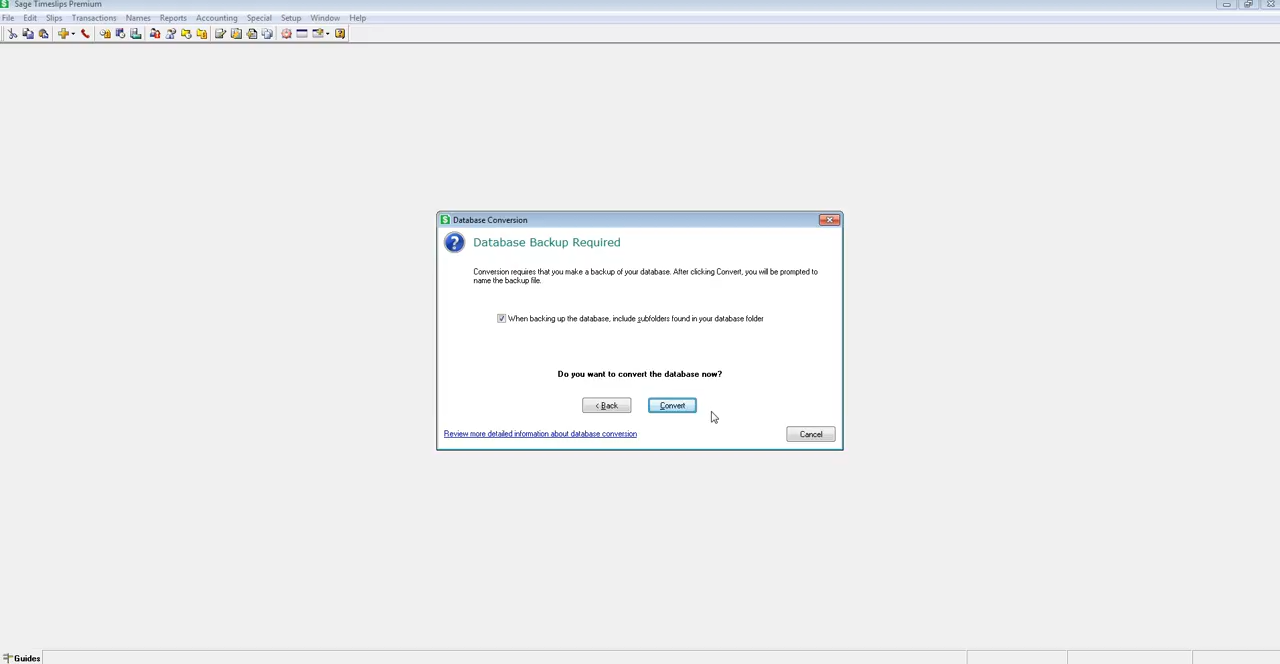 Sage Timeslips Premium
File Edit Slips Transactions Names Reports Accounting Special Setup Window Help
Database Conversion
Database Backup Required
Conversion requires that you make a backup of your database. After clicking Convert, you will be prompted to
name the backup file.
When backing up the database, include subfolders found in your database folder
Do you want to convert the database now?
< Back Convert
Review more detailed information about database conversion Cancel
Guides